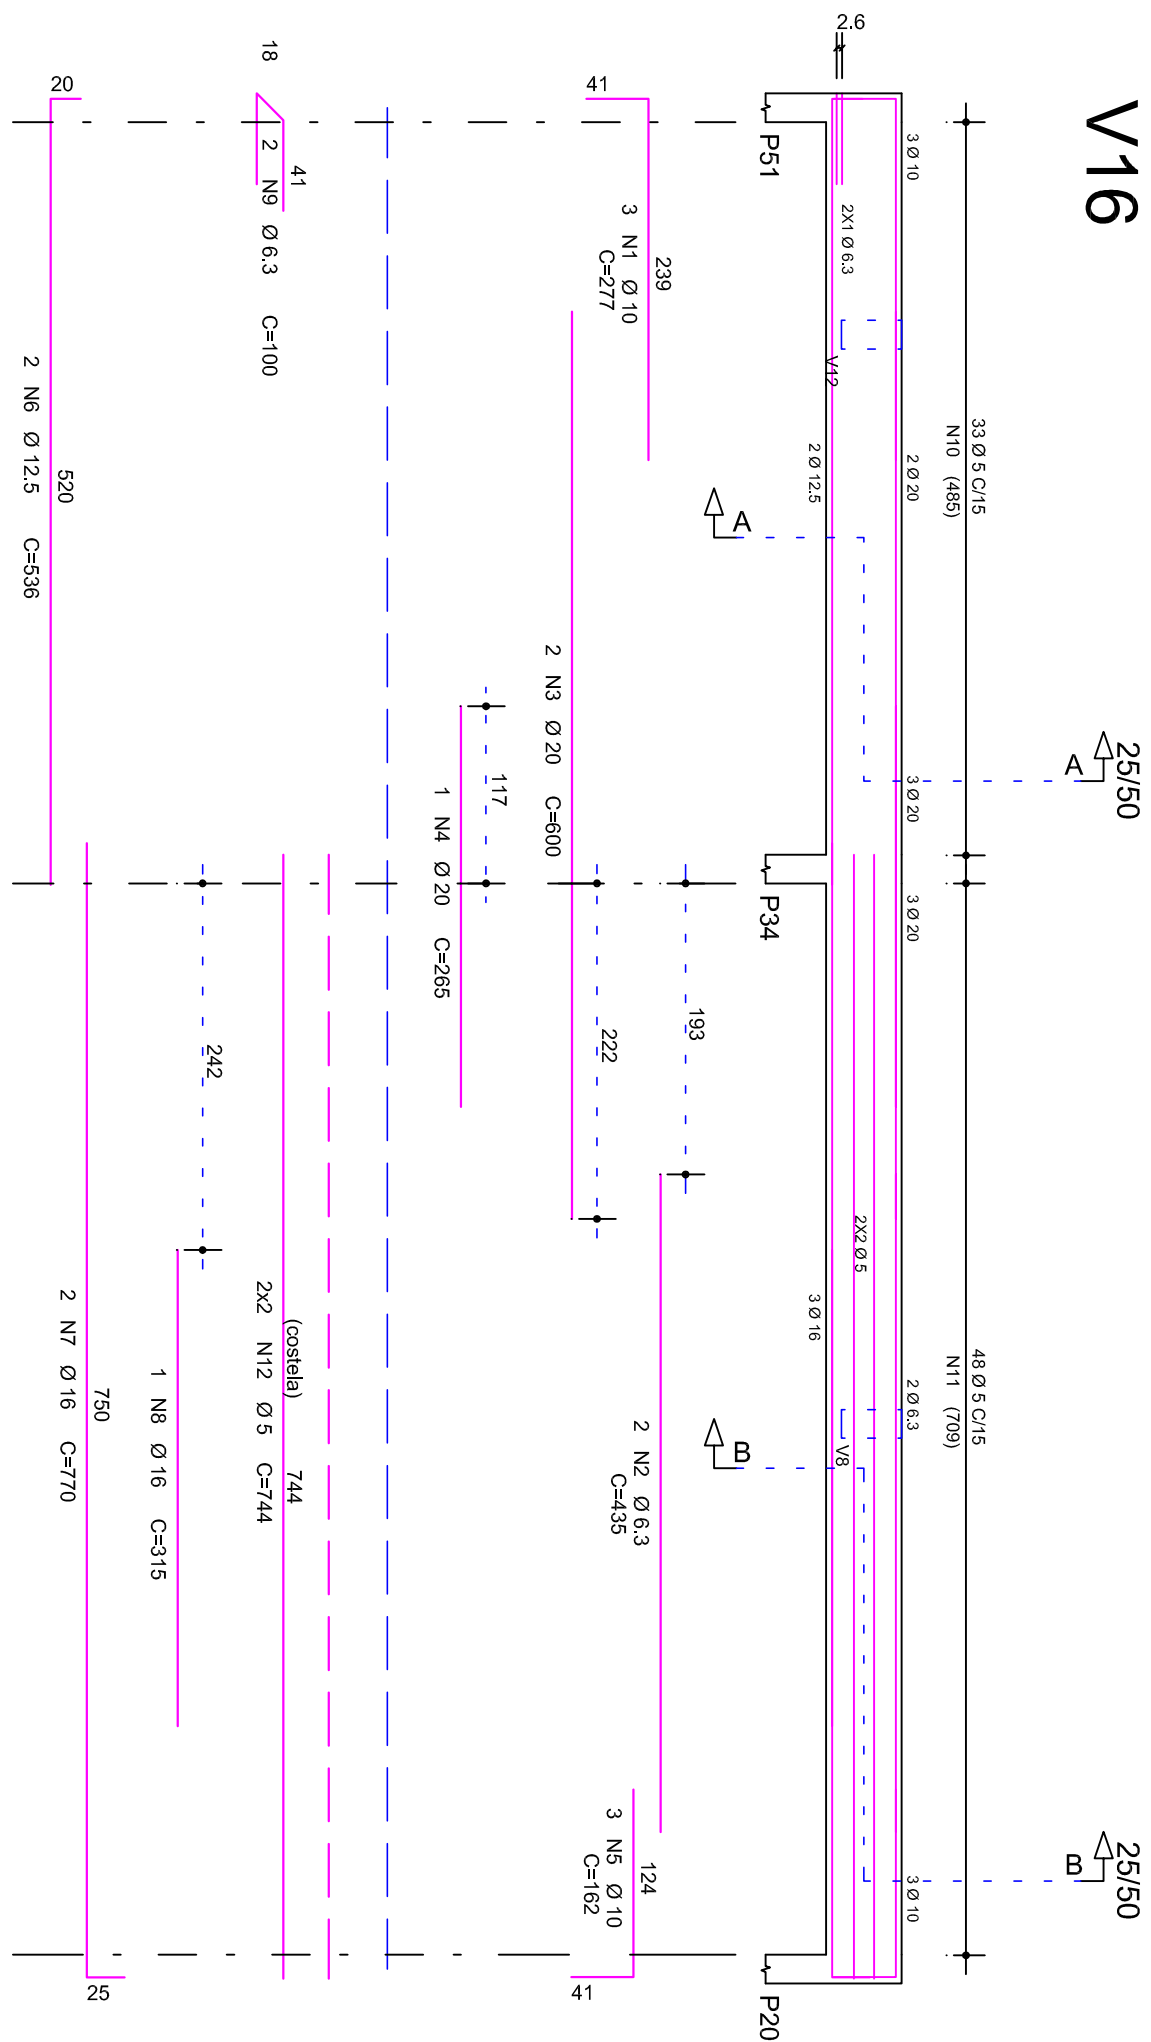 V16
25/50
25/50
33 Ø 5 C/15
N10 (485)
48 Ø 5 C/15
N11 (709)
A
B
3 Ø 10
2 Ø 20
3 Ø 20
3 Ø 20
2 Ø 6.3
3 Ø 10
2.6
2X1 Ø 6.3
V12
2X2 Ø 5
V8
2 Ø 12.5
3 Ø 16
P51
P34
P20
A
B
41
239
3 N1 Ø 10
C=277
193
2 N2 Ø 6.3
C=435
124
3 N5 Ø 10
C=162
41
222
2 N3 Ø 20 C=600
117
1 N4 Ø 20 C=265
18
41
2 N9 Ø 6.3 C=100
(costela)
744
2x2 N12 Ø 5 C=744
242
1 N8 Ø 16 C=315
750
2 N7 Ø 16 C=770
25
20
520
2 N6 Ø 12.5 C=536